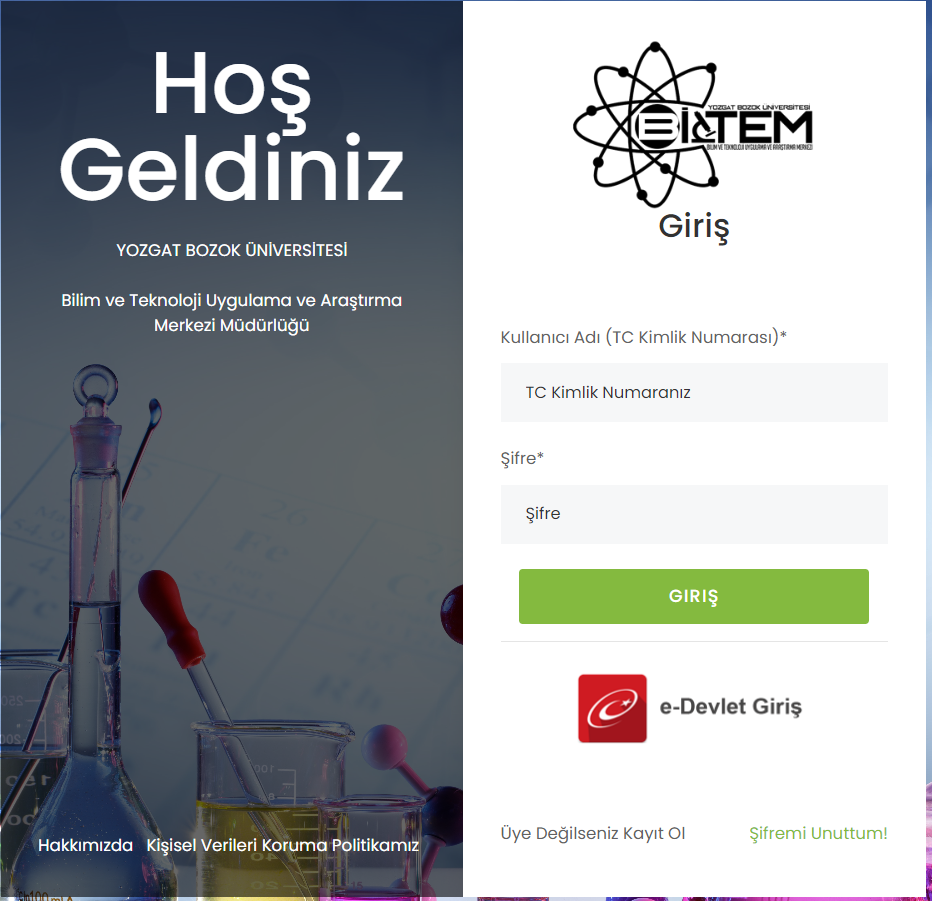 Hoş
Geldiniz
YOZGAT BOZOK ÜNİVERSİTESİ
Bilim ve Teknoloji Uygulama ve Araştırma
Merkezi Müdürlüğü
Hakkımızda Kişisel Verileri Koruma Politikamız
YOZGAT BOZOK ÜNİVERSİTESİ
BİLTEM
BİLİM VE TEKNOLOJİ UYGULAMA VE ARAŞTIRMA MERKEZİ
Giriş
Kullanıcı Adı (TC Kimlik Numarası)*
TC Kimlik Numaranız
Şifre*
Şifre
GIRIŞ
e-Devlet Giriş
Üye Değilseniz Kayıt Ol
Şifremi Unuttum!